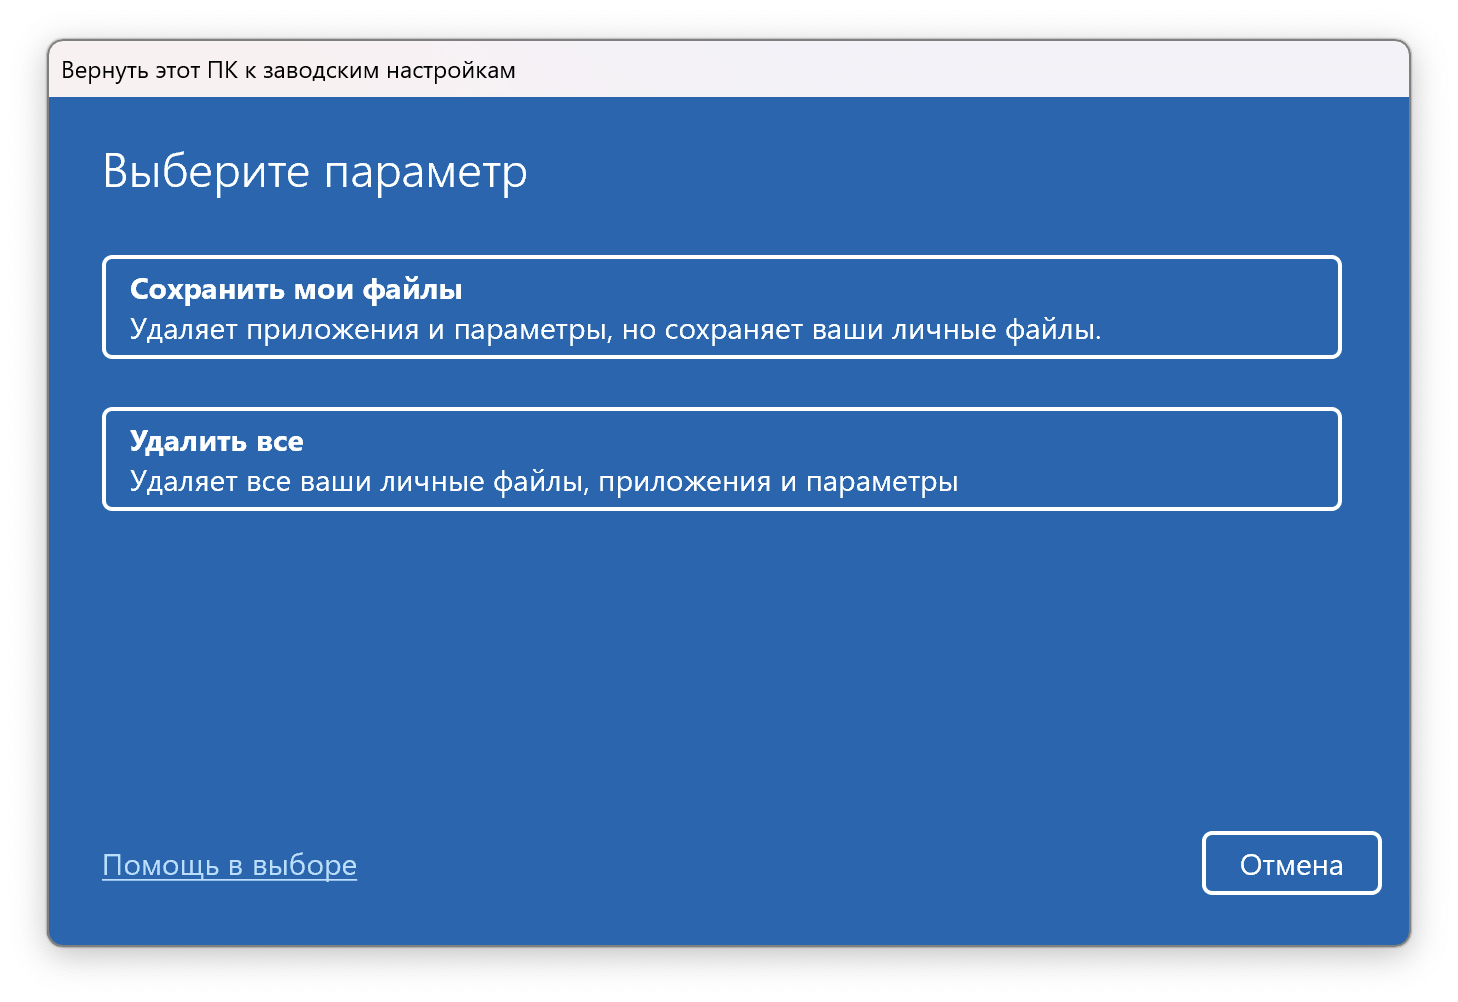 Вернуть этот ПК к заводским настройкам
Выберите параметр
Сохранить мои файлы
Удаляет приложения и параметры, но сохраняет ваши личные файлы.
Удалить все
Удаляет все ваши личные файлы, приложения и параметры
Помощь в выборе
Отмена